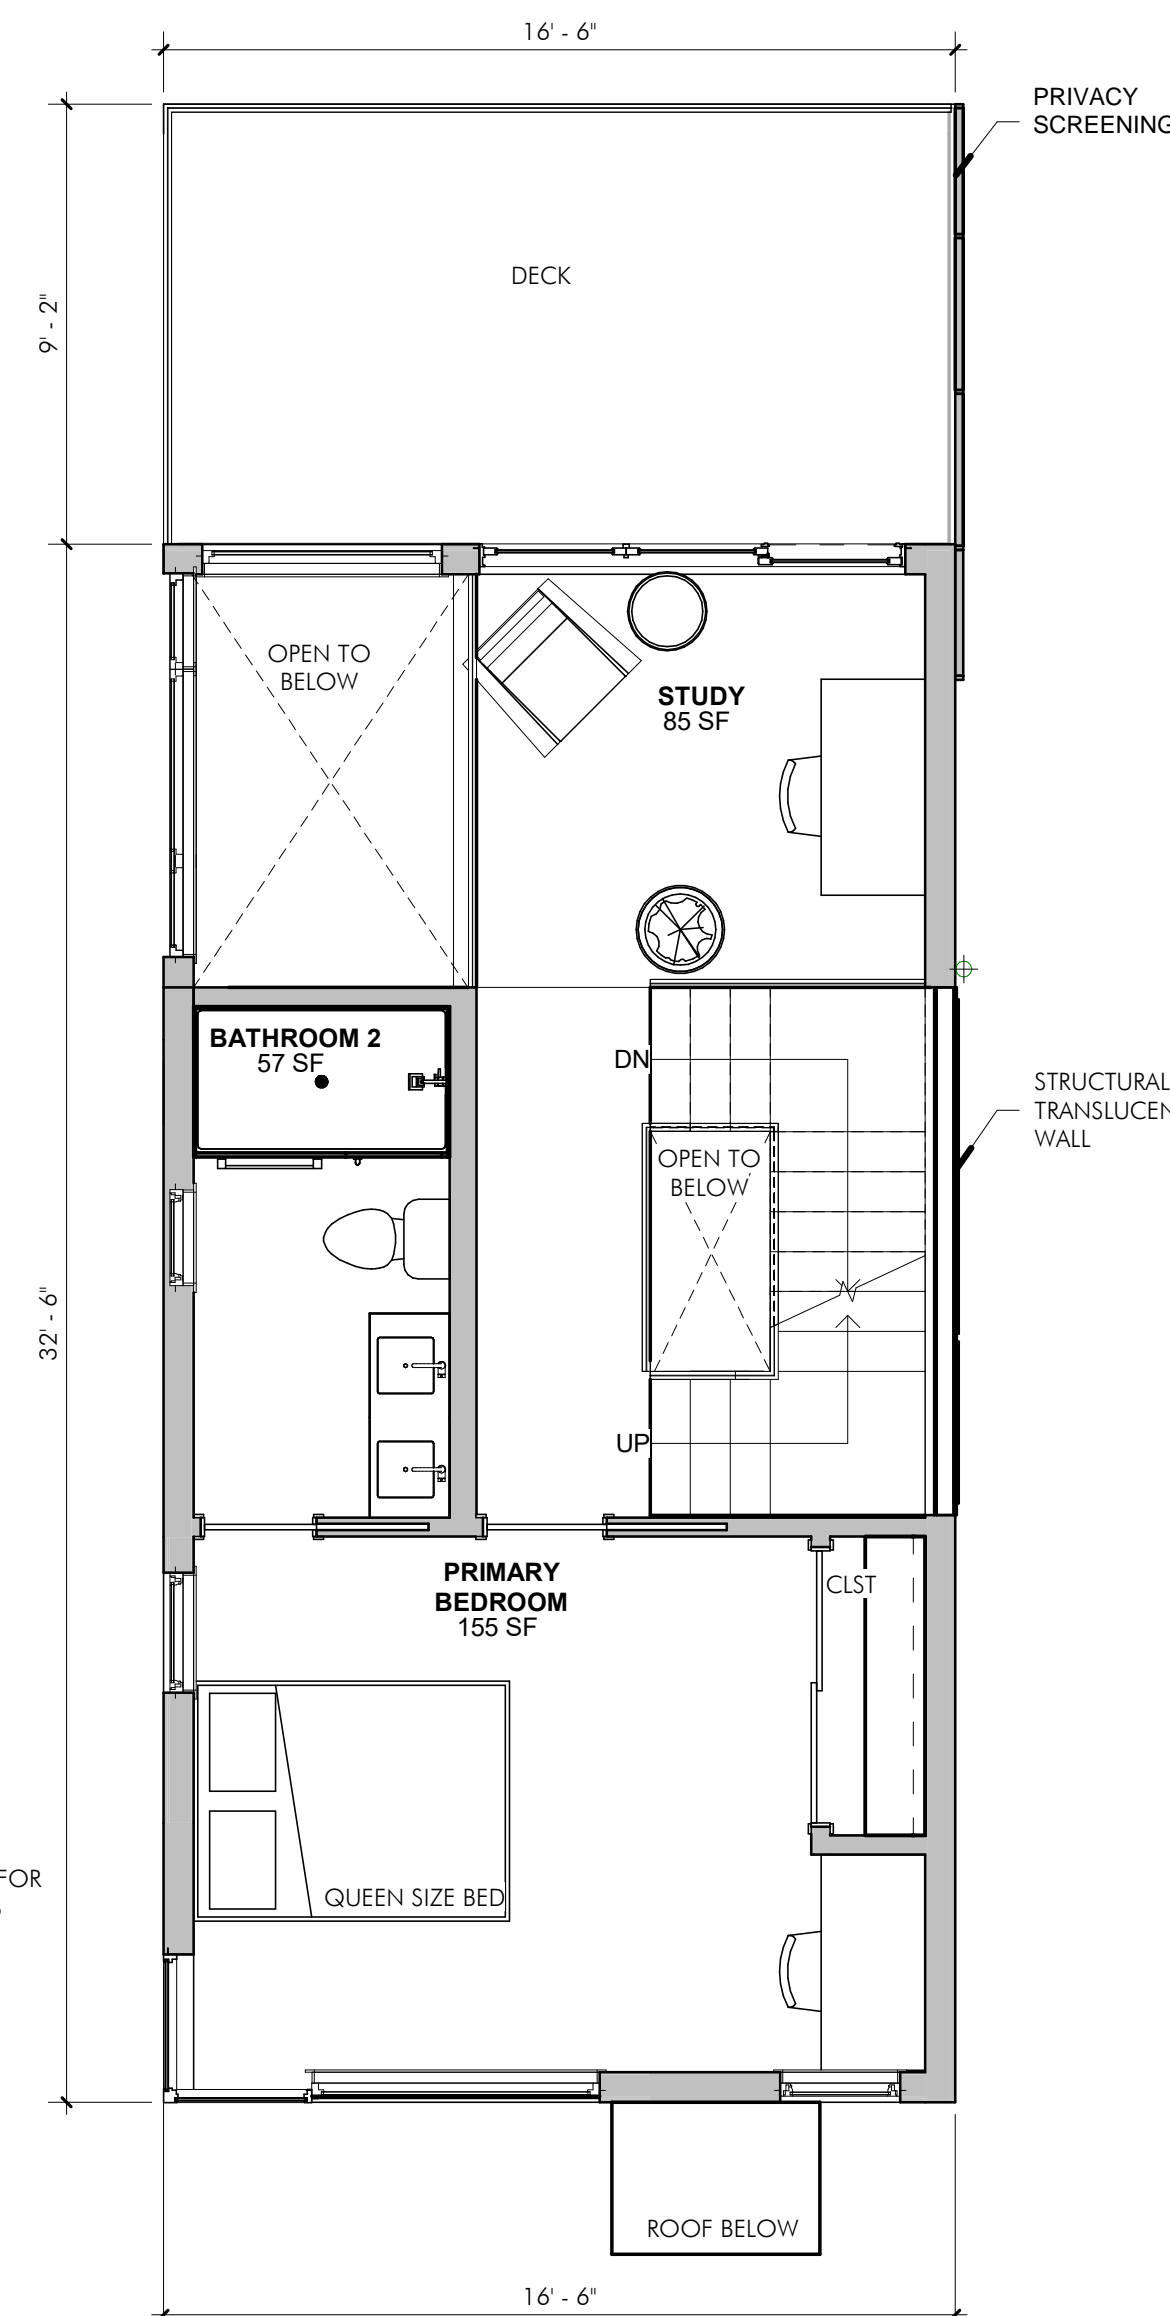 16' - 6"
PRIVACY
SCREENING
9' - 2"
DECK
OPEN TO
BELOW
STUDY
85 SF
BATHROOM 2
57 SF
DN
OPEN TO
BELOW
STRUCTURAL
TRANSLUCEN
WALL
32' - 6"
UP
PRIMARY
BEDROOM
155 SF
CLST
FOR
QUEEN SIZE BED
ROOF BELOW
16' - 6"